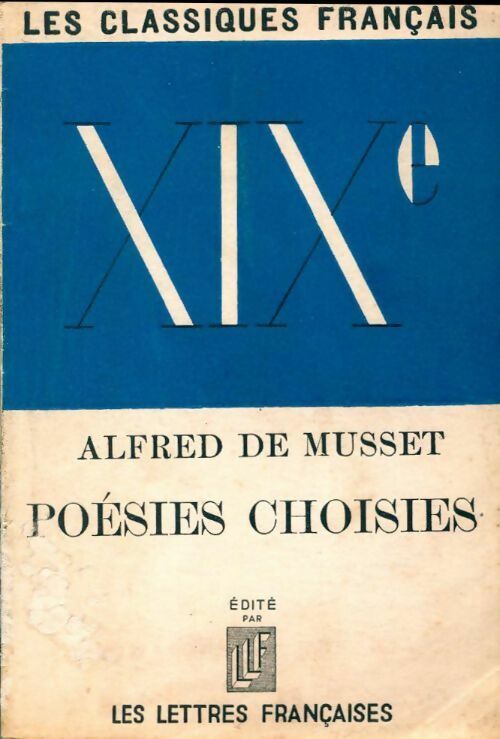 LES CLASSIQUES FRANÇAIS
XIXe
ALFRED DE MUSSET
POÉSIES CHOISIES
ÉDITÉ
PAR
LLF
LES LETTRES FRANÇAISES